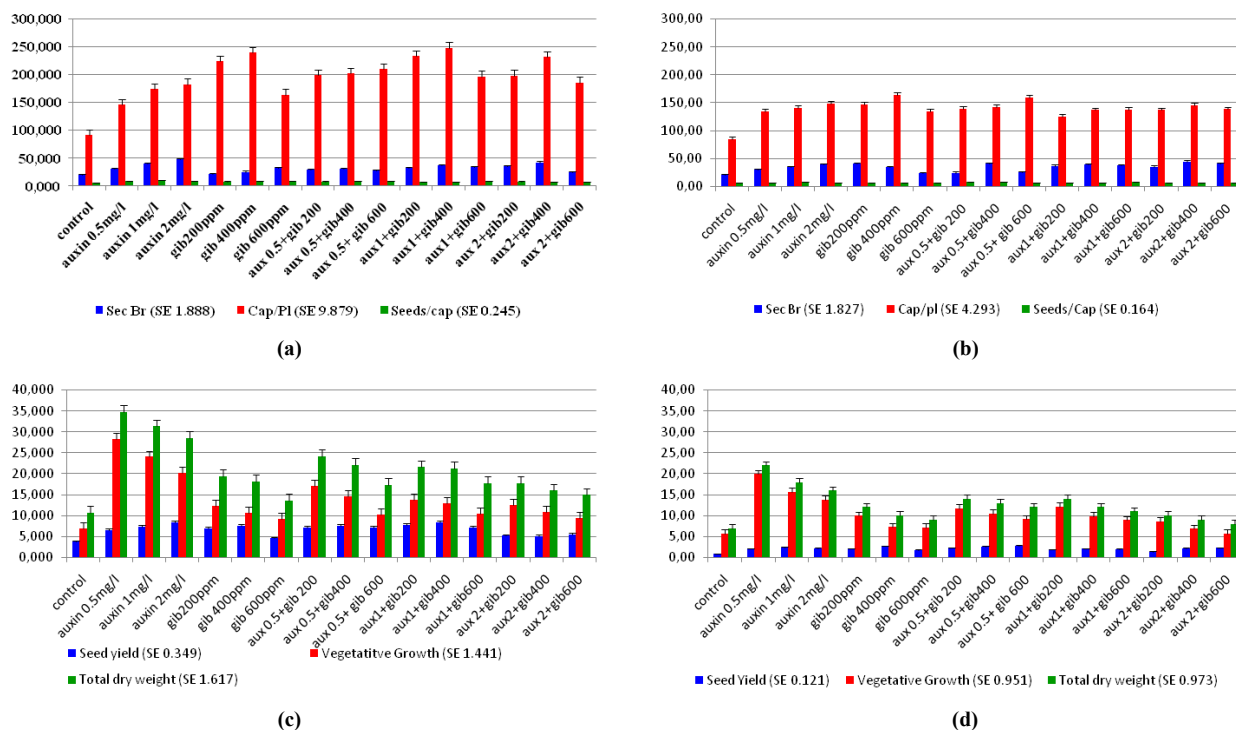 300,000
250,000
200,000
150,000
100,000
50,000
0,000
control
auxin 0.5mg/l
auxin 1mg/l
auxin 2mg/l
gib200ppm
gib 400ppm
gib 600ppm
aux 0.5+gib 200
aux 0.5+gib400
aux 0.5+ gib 600
aux1+gib200
aux1+gib400
aux1+gib600
aux 2+gib200
aux2+gib400
aux 2+gib600
Sec Br (SE 1.888) Cap/Pl (SE 9.879) Seeds/cap (SE 0.245)
(a)
300,00
250,00
200,00
150,00
100,00
50,00
0,00
control
auxin 0.5mg/l
auxin 1mg/l
auxin 2mg/l
gib200ppm
gib 400ppm
gib 600ppm
aux 0.5+gib 200
aux 0.5+gib400
aux 0.5+ gib 600
aux1+gib200
aux1+gib400
aux1+gib600
aux 2+gib200
aux2+gib400
aux 2+gib600
Sec Br (SE 1.827) Cap/pl (SE 4.293) Seeds/Cap (SE 0.164)
(b)
40,000
35,000
30,000
25,000
20,000
15,000
10,000
5,000
0,000
control
auxin 0.5mg/l
auxin 1mg/l
auxin 2mg/l
gib200ppm
gib 400ppm
gib 600ppm
aux 0.5+gib 200
aux 0.5+gib400
aux 0.5+ gib 600
aux1+gib200
aux1+gib400
aux1+gib600
aux 2+gib200
aux2+gib400
aux 2+gib600
Seed yield (SE 0.349) Vegetatitve Growth (SE 1.441)
Total dry weight (SE 1.617)
(c)
40,00
35,00
30,00
25,00
20,00
15,00
10,00
5,00
0,00
control
auxin 0.5mg/l
auxin 1mg/l
auxin 2mg/l
gib200ppm
gib 400ppm
gib 600ppm
aux 0.5+gib 200
aux 0.5+gib400
aux 0.5+ gib 600
aux1+gib200
aux1+gib400
aux1+gib600
aux 2+gib200
aux2+gib400
aux 2+gib600
Seed Yield (SE 0.121) Vegetative Growth (SE 0.951) Total dry weight (SE 0.973)
(d)